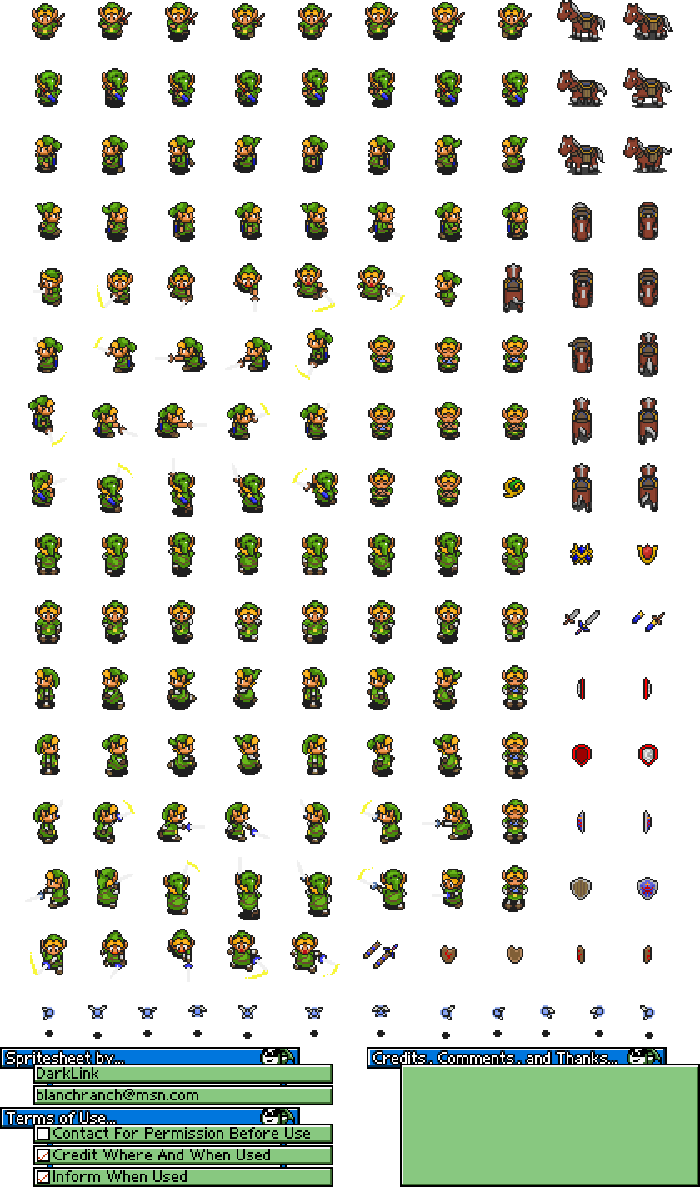 Spritesheet by...
DarkLink
blanchranch@msn.com
Terms of Use...
Contact For Permission Before Use
Credit Where And When Used
Inform When Used
Credits, Comments, and Thanks...